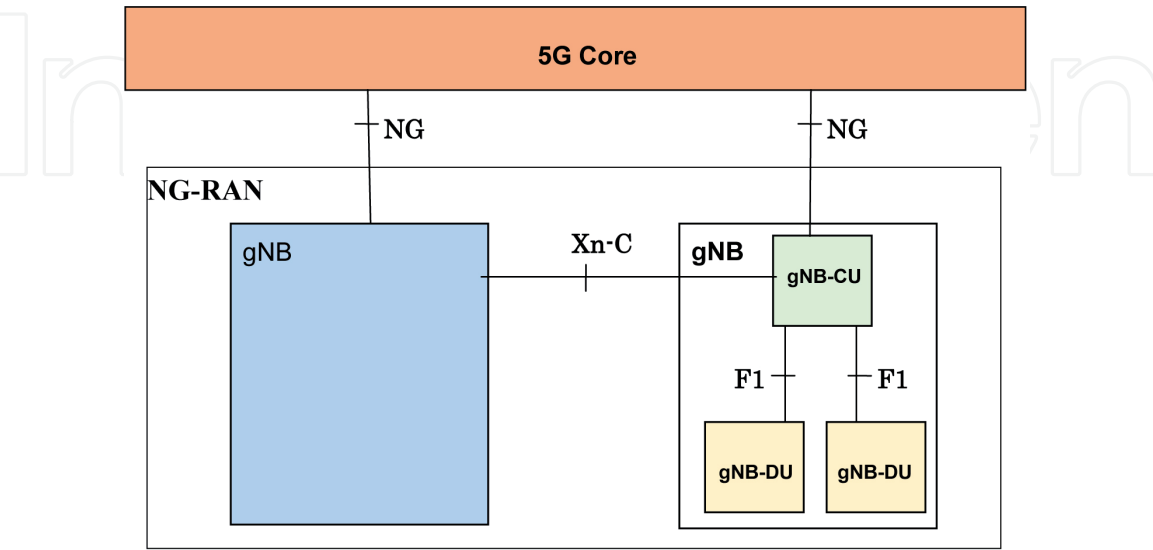 5G Core
NG
NG
NG-RAN
gNB
Xn-C
gNB
gNB-CU
F1
F1
gNB-DU
gNB-DU